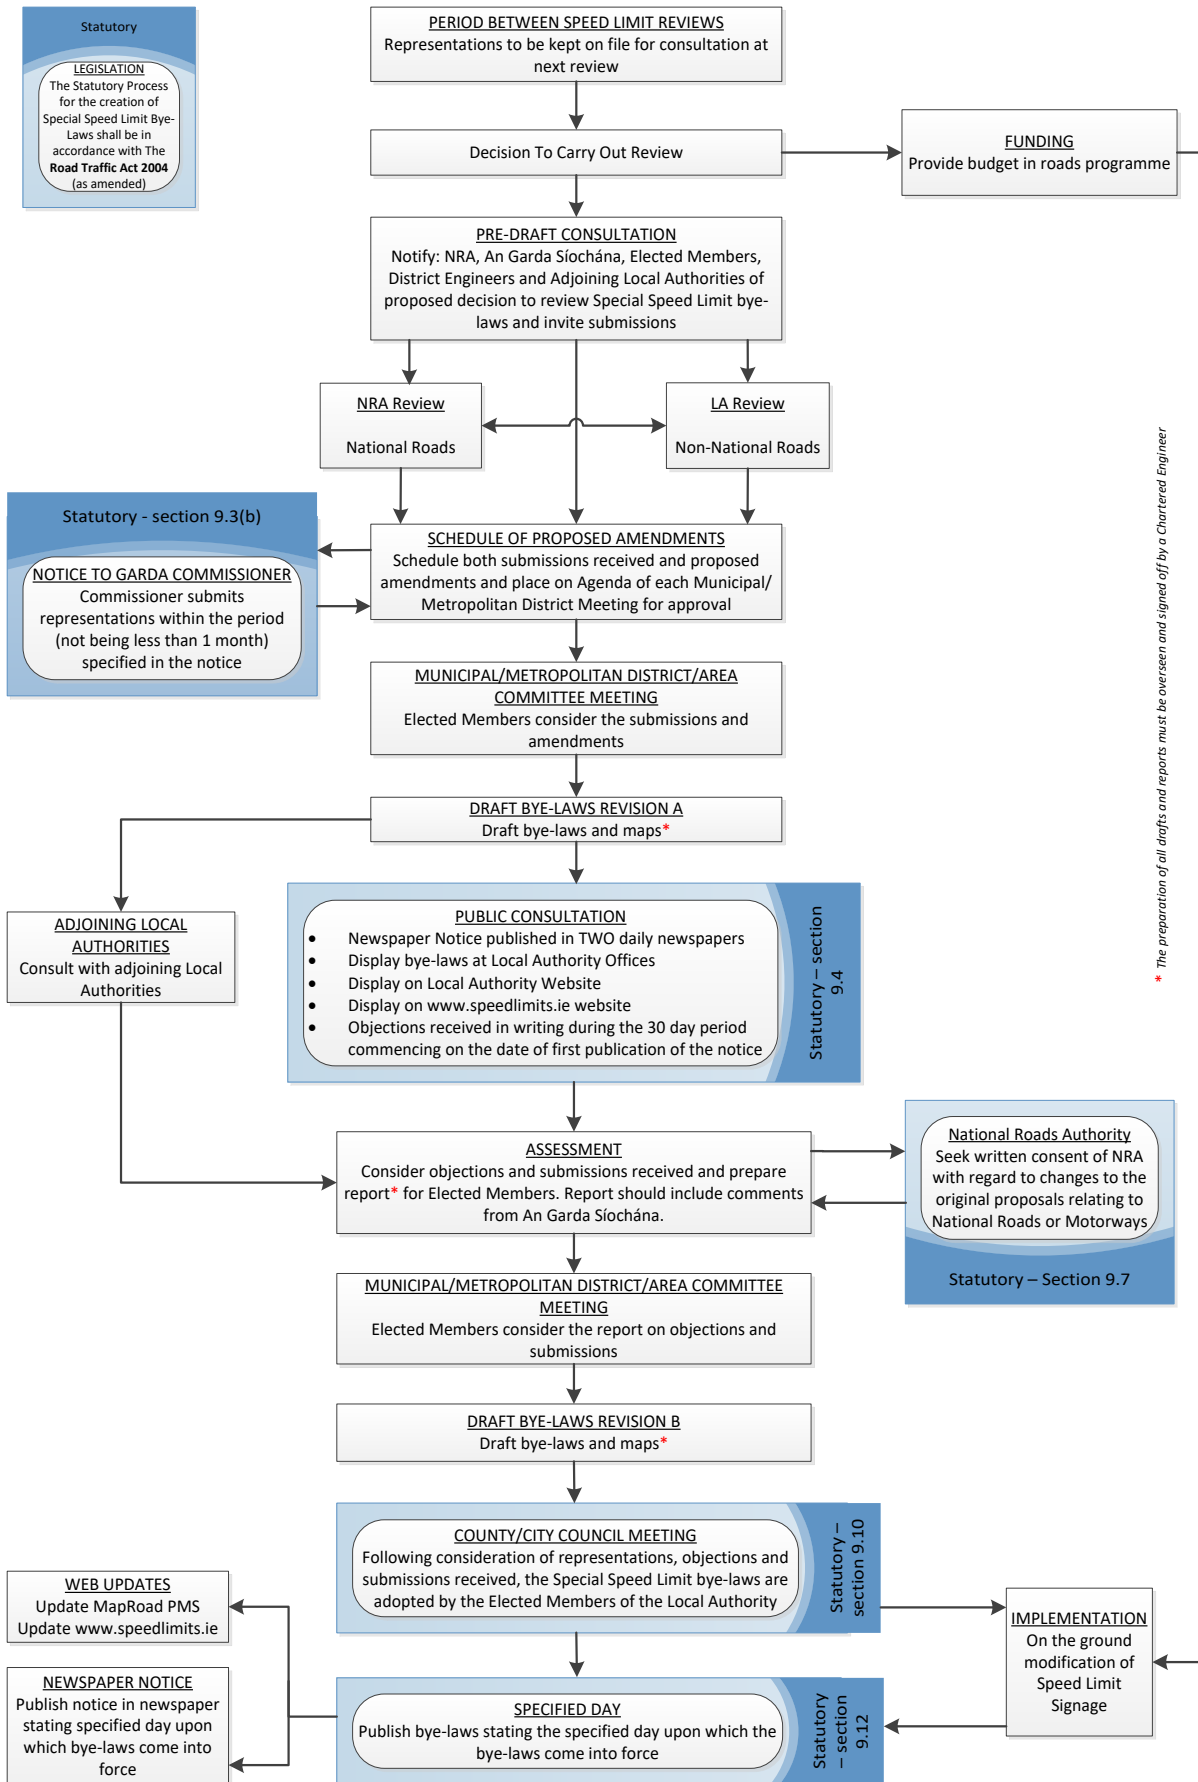 Statutory
LEGISLATION
The Statutory Process
for the creation of
Special Speed Limit Bye-
Laws shall be in
accordance with The
Road Traffic Act 2004
(as amended)
PERIOD BETWEEN SPEED LIMIT REVIEWS
Representations to be kept on file for consultation at
next review
Decision To Carry Out Review
FUNDING
Provide budget in roads programme
PRE-DRAFT CONSULTATION
Notify: NRA, An Garda Síochána, Elected Members,
District Engineers and Adjoining Local Authorities of
proposed decision to review Special Speed Limit bye-
laws and invite submissions
NRA Review
National Roads
LA Review
Non-National Roads
Statutory - section 9.3(b)
NOTICE TO GARDA COMMISSIONER
Commissioner submits
representations within the period
(not being less than 1 month)
specified in the notice
SCHEDULE OF PROPOSED AMENDMENTS
Schedule both submissions received and proposed
amendments and place on Agenda of each Municipal/
Metropolitan District Meeting for approval
MUNICIPAL/METROPOLITAN DISTRICT/AREA
COMMITTEE MEETING
Elected Members consider the submissions and
amendments
DRAFT BYE-LAWS REVISION A
Draft bye-laws and maps*
* The preparation of all drafts and reports must be overseen and signed off by a Chartered Engineer
ADJOINING LOCAL
AUTHORITIES
Consult with adjoining Local
Authorities
PUBLIC CONSULTATION
• Newspaper Notice published in TWO daily newspapers
• Display bye-laws at Local Authority Offices
• Display on Local Authority Website
• Display on www.speedlimits.ie website
• Objections received in writing during the 30 day period
commencing on the date of first publication of the notice
Statutory – section
9.4
ASSESSMENT
Consider objections and submissions received and prepare
report* for Elected Members. Report should include comments
from An Garda Síochána.
National Roads Authority
Seek written consent of NRA
with regard to changes to the
original proposals relating to
National Roads or Motorways
Statutory – Section 9.7
MUNICIPAL/METROPOLITAN DISTRICT/AREA COMMITTEE
MEETING
Elected Members consider the report on objections and
submissions
DRAFT BYE-LAWS REVISION B
Draft bye-laws and maps*
COUNTY/CITY COUNCIL MEETING
Following consideration of representations, objections and
submissions received, the Special Speed Limit bye-laws are
adopted by the Elected Members of the Local Authority
Statutory –
section 9.10
WEB UPDATES
Update MapRoad PMS
Update www.speedlimits.ie
IMPLEMENTATION
On the ground
modification of
Speed Limit
Signage
NEWSPAPER NOTICE
Publish notice in newspaper
stating specified day upon
which bye-laws come into
force
SPECIFIED DAY
Publish bye-laws stating the specified day upon which the
bye-laws come into force
Statutory
– section
9.12